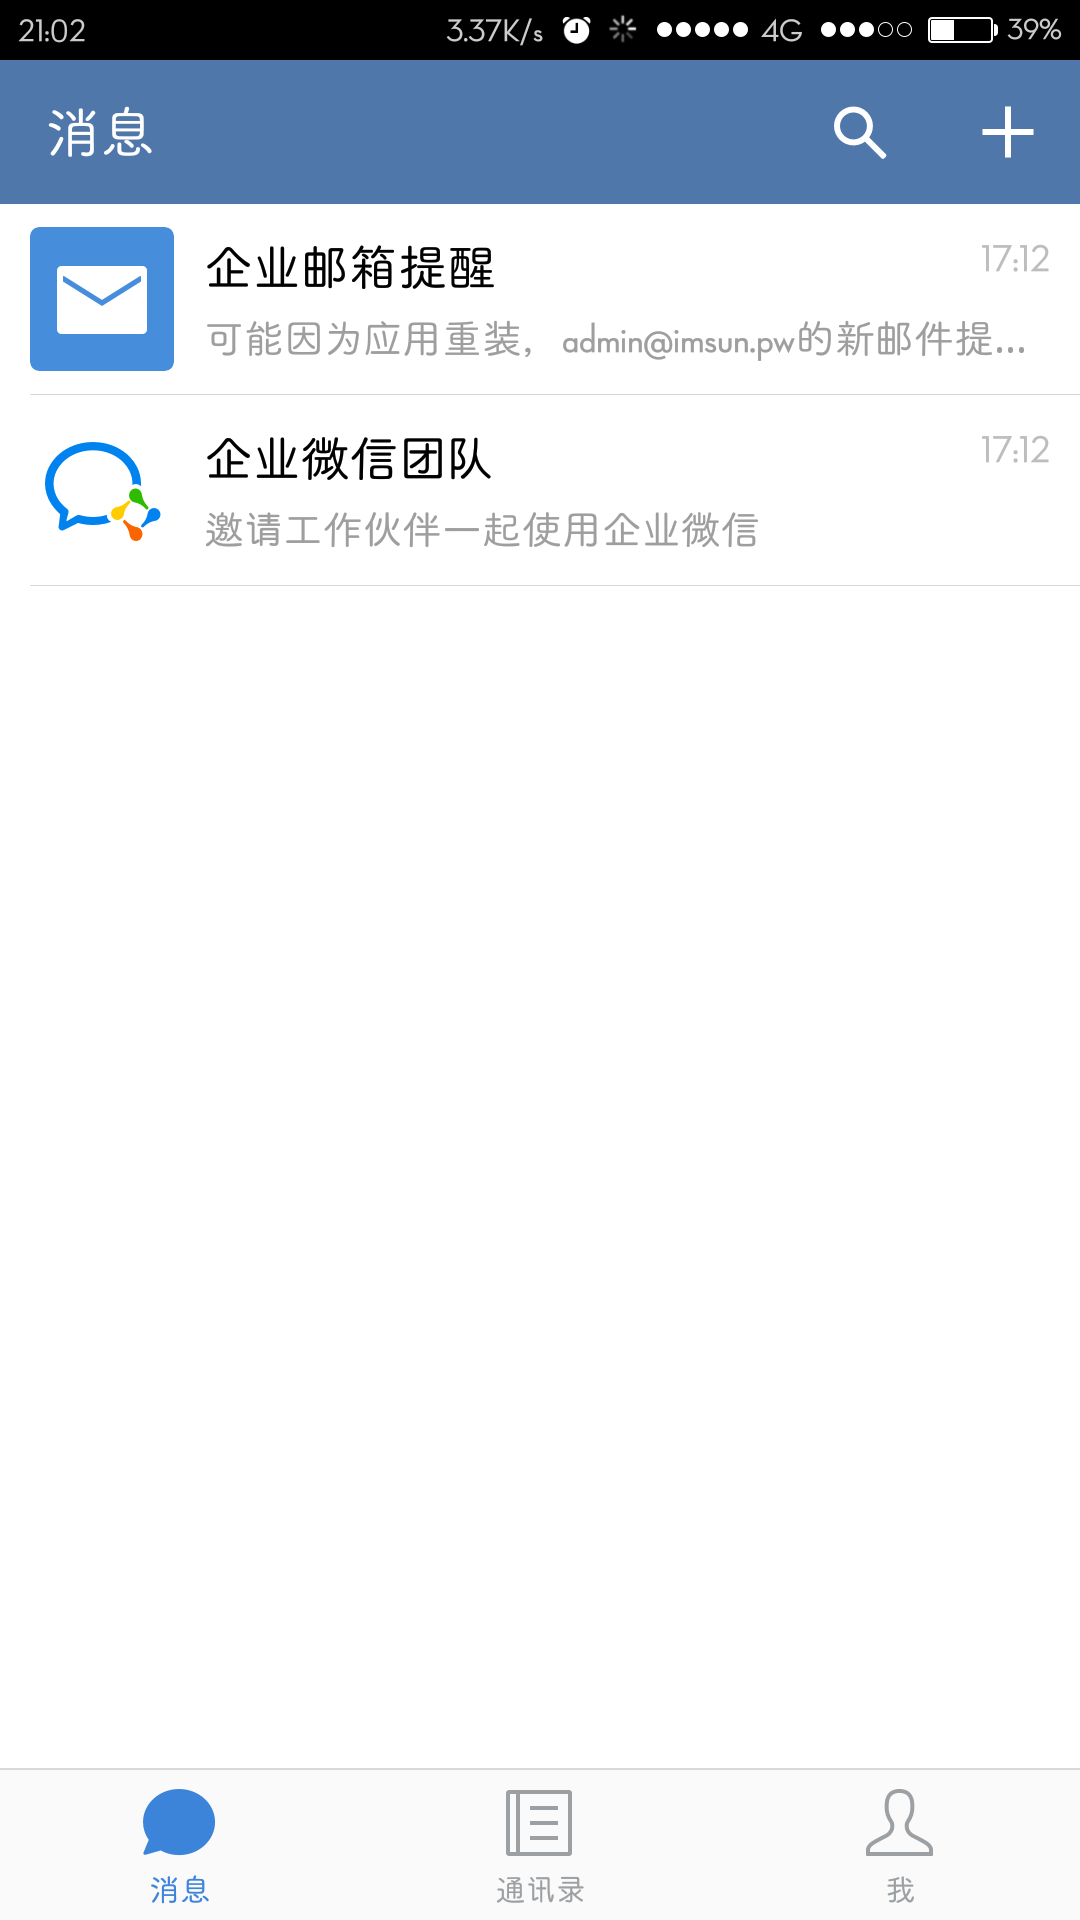 21:02 3.37K/s 4G 39%
消息
企业邮箱提醒 17:12
可能因为应用重装，admin@imsun.pw的新邮件提...
企业微信团队 17:12
邀请工作伙伴一起使用企业微信
消息 通讯录 我